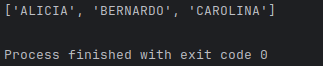 ['ALICIA', 'BERNARDO', 'CAROLINA']
Process finished with exit code 0